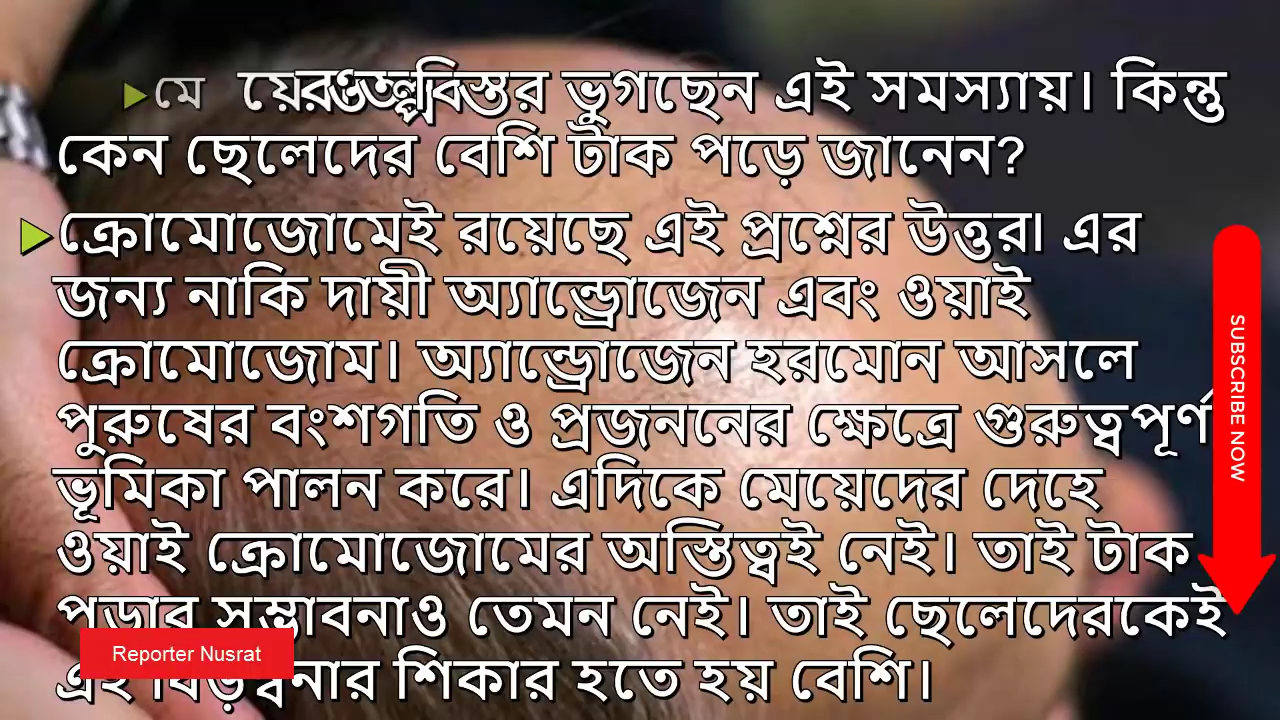 মেয়েরাও অল্পবিস্তর ভুগছেন এই সমস্যায়। কিন্তু
কেন ছেলেদের বেশি টাক পড়ে জানেন?
ক্রোমোজোমেই রয়েছে এই প্রশ্নের উত্তর৷ এর
জন্য নাকি দায়ী অ্যান্ড্রোজেন এবং ওয়াই
ক্রোমোজোম। অ্যান্ড্রোজেন হরমোন আসলে
পুরুষের বংশগতি ও প্রজননের ক্ষেত্রে গুরুত্বপূর্ণ
ভূমিকা পালন করে। এদিকে মেয়েদের দেহে
ওয়াই ক্রোমোজোমের অস্তিত্বই নেই। তাই টাক
পড়ার সম্ভাবনাও তেমন নেই। তাই ছেলেদেরকেই
এই বিড়ম্বনার শিকার হতে হয় বেশি।
Reporter Nusrat
SUBSCRIBE NOW